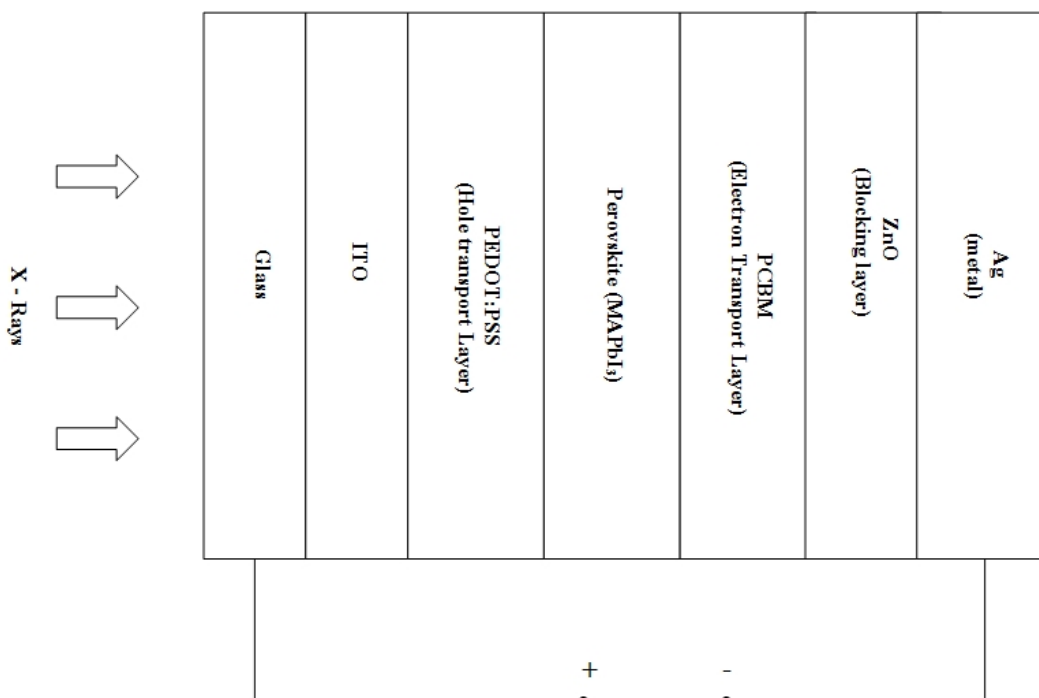 Ag
(metal)
ZnO
(Blocking layer)
PCBM
(Electron Transport Layer)
-
Perovskite (MAPbI₃)
+
PEDOT:PSS
(Hole transport Layer)
ITO
Glass
X - Rays